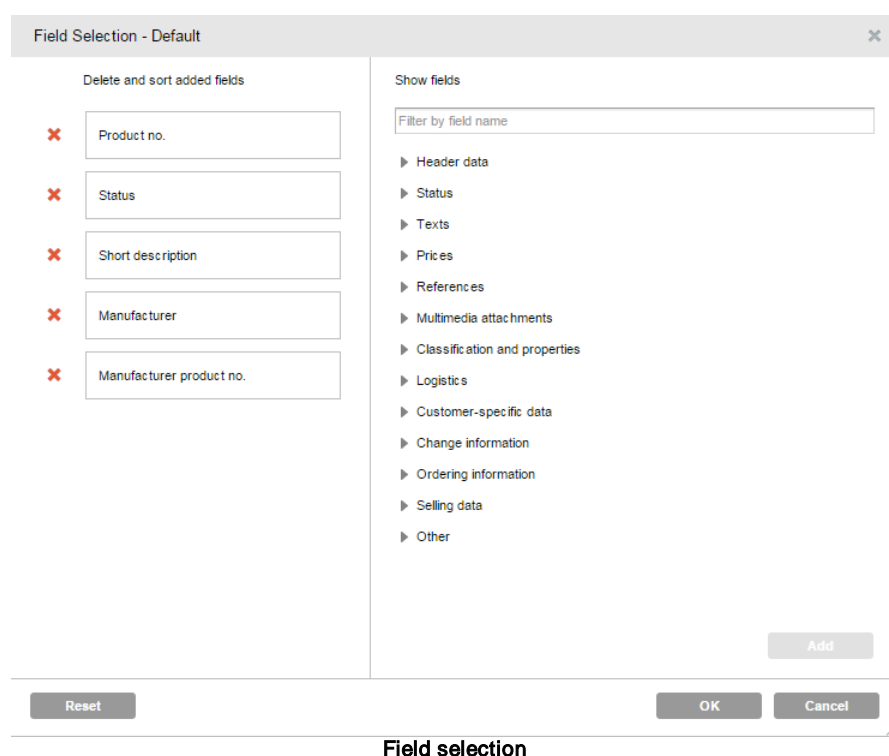 Field Selection - Default
Delete and sort added fields
Product no.
Status
Short description
Manufacturer
Manufacturer product no.
Show fields
Filter by field name
Header data
Status
Texts
Prices
References
Multimedia attachments
Classification and properties
Logistics
Customer-specific data
Change information
Ordering information
Selling data
Other
Add
Reset
OK
Cancel
Field selection